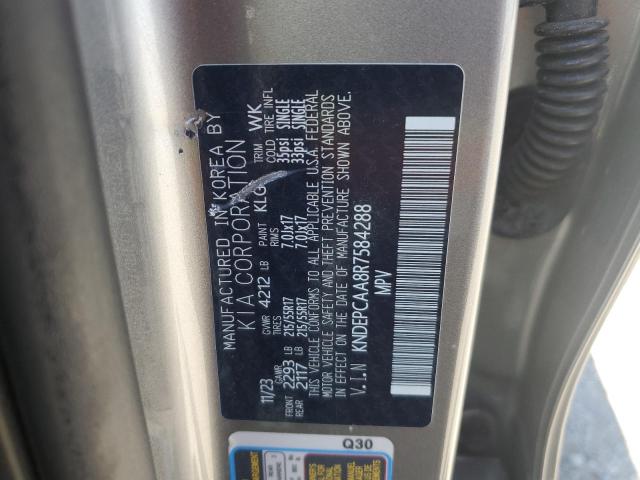 MANUFACTURED IN KOREA BY
KIA CORPORATION
11/23 GVWR 4212 LB PAINT KLG TRIM WK
GAWR TIRES RIMS COLD TIRE INFL
FRONT 2293 LB 215/55R17 7.0Jx17 35psi SINGLE
REAR 2117 LB 215/55R17 7.0Jx17 33psi SINGLE
THIS VEHICLE CONFORMS TO ALL APPLICABLE U.S.A. FEDERAL
MOTOR VEHICLE SAFETY AND THEFT PREVENTION STANDARDS
IN EFFECT ON THE DATE OF MANUFACTURE SHOWN ABOVE.
V.I.N KNDEPCAA8R7584288
MPV
Q30